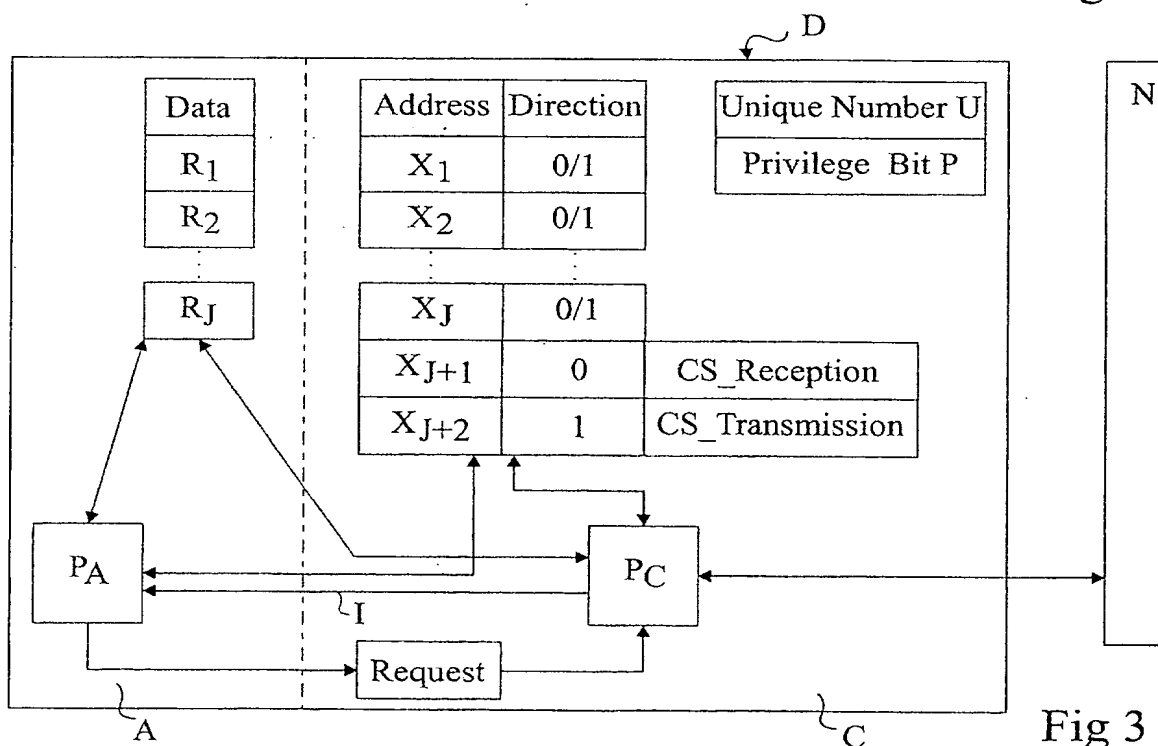 D
N
Data
R1
R2
RJ
Address Direction
X1 0/1
X2 0/1
XJ 0/1
XJ+1 0 CS_Reception
XJ+2 1 CS_Transmission
Unique Number U
Privilege Bit P
PA
PC
I
Request
A
C
Fig 3